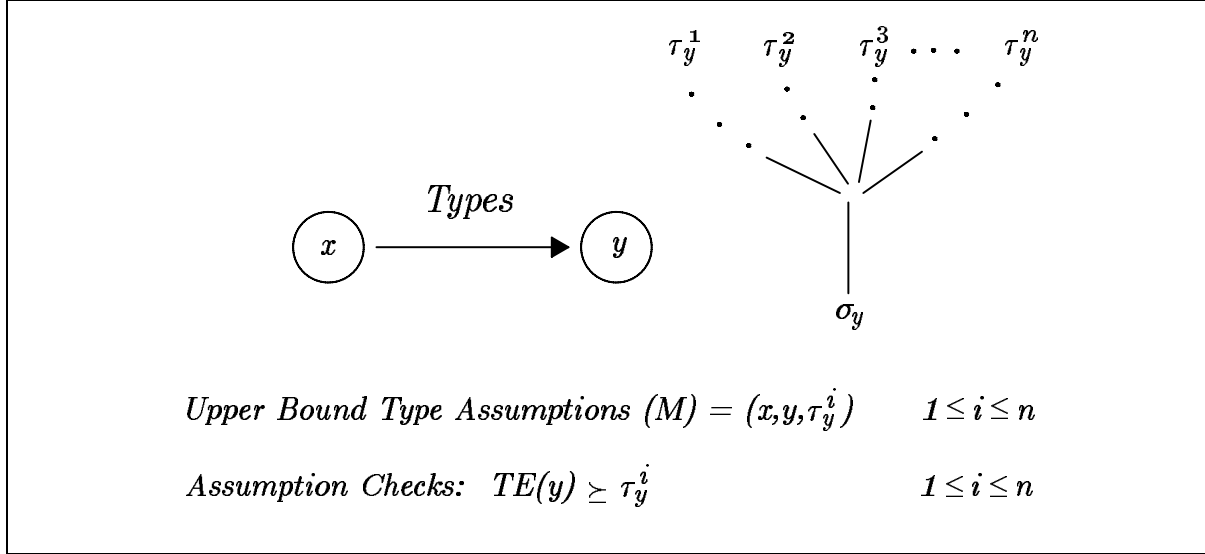 τ_y^1 τ_y^2 τ_y^3 . . . τ_y^n
Types
x y
σ_y
Upper Bound Type Assumptions (M) = (x,y,τ_y^i) 1 ≤ i ≤ n
Assumption Checks: TE(y) ⪰ τ_y^i 1 ≤ i ≤ n